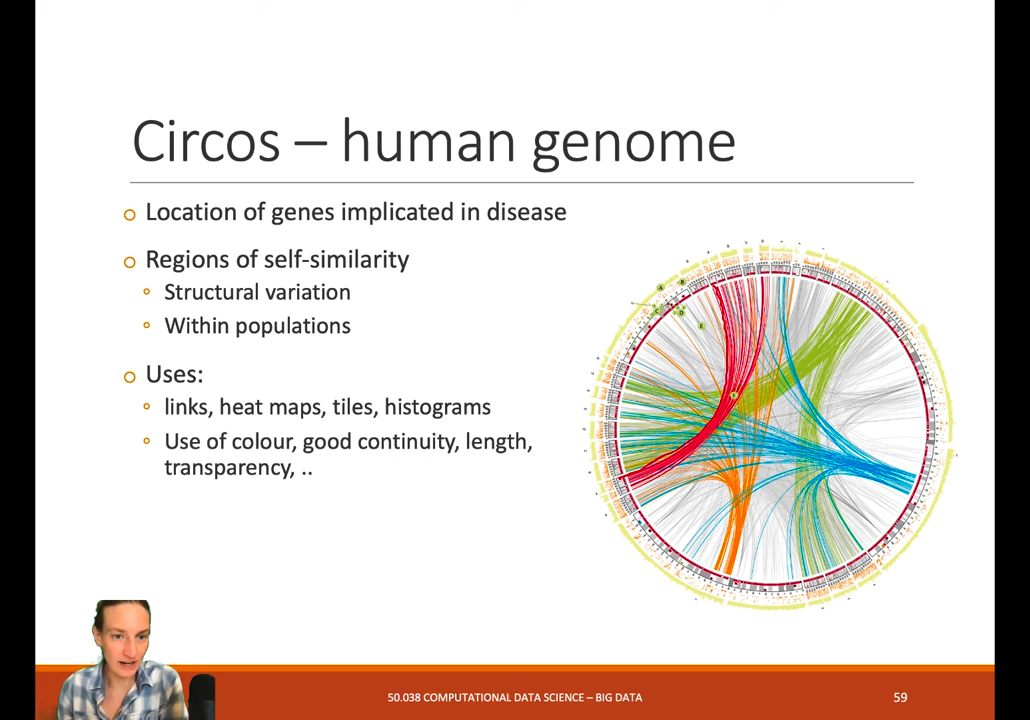 Circos – human genome
Location of genes implicated in disease
Regions of self-similarity
Structural variation
Within populations
Uses:
links, heat maps, tiles, histograms
Use of colour, good continuity, length,
transparency, ..
A
B
C
D
E
50.038 COMPUTATIONAL DATA SCIENCE – BIG DATA
59